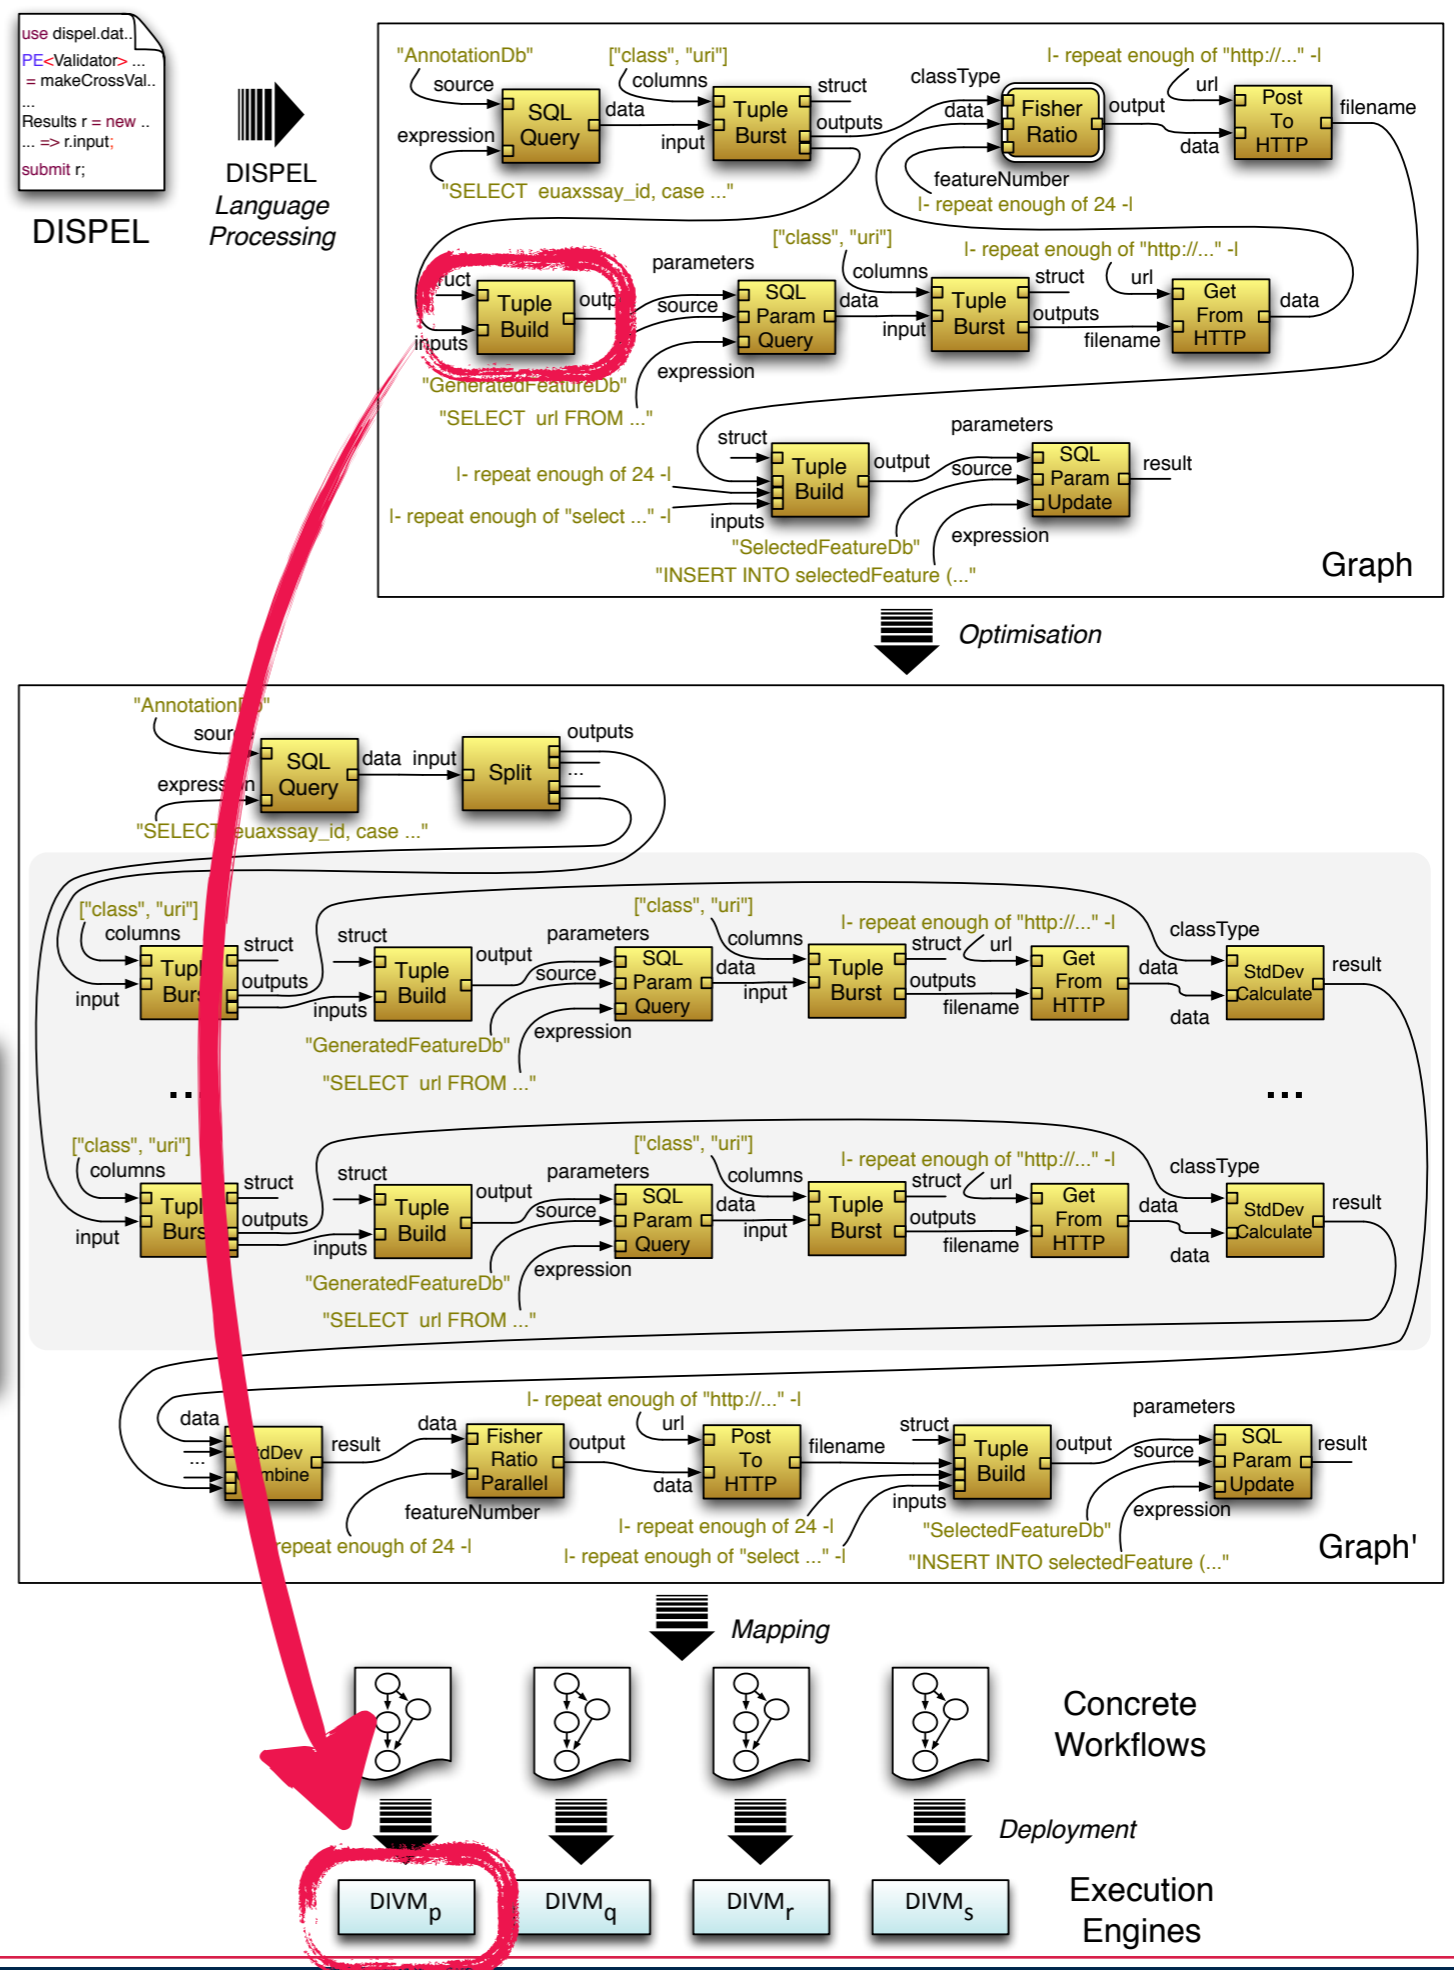 use dispel.dat..
PE<Validator> ...
= makeCrossVal..
...
Results r = new ..
... => r.input;
submit r;
DISPEL
DISPEL
Language
Processing
"AnnotationDb"
source
expression
SQL
Query
data
"SELECT euaxssay_id, case ..."
["class", "uri"]
columns
input
Tuple
Burst
struct
outputs
classType
data
featureNumber
l- repeat enough of 24 -l
Fisher
Ratio
output
l- repeat enough of "http://..." -l
url
data
Post
To
HTTP
filename
inputs
Tuple
Build
"GeneratedFeatureDb"
"SELECT url FROM ..."
parameters
source
expression
SQL
Param
Query
data
["class", "uri"]
columns
input
Tuple
Burst
struct
outputs
l- repeat enough of "http://..." -l
url
filename
Get
From
HTTP
data
struct
l- repeat enough of 24 -l
l- repeat enough of "select ..." -l
inputs
Tuple
Build
output
parameters
source
expression
"SelectedFeatureDb"
"INSERT INTO selectedFeature (..."
SQL
Param
Update
result
Graph
Optimisation
source
SQL
Query
"SELECT euaxssay_id, case ..."
data
input
Split
outputs
...
["class", "uri"]
columns
input
struct
outputs
struct
inputs
Tuple
Build
output
parameters
source
expression
"GeneratedFeatureDb"
"SELECT url FROM ..."
SQL
Param
Query
data
["class", "uri"]
columns
input
Tuple
Burst
struct
outputs
l- repeat enough of "http://..." -l
url
filename
Get
From
HTTP
data
classType
data
StdDev
Calculate
result
...
...
["class", "uri"]
columns
input
struct
outputs
struct
inputs
Tuple
Build
output
parameters
source
expression
"GeneratedFeatureDb"
"SELECT url FROM ..."
SQL
Param
Query
data
["class", "uri"]
columns
input
Tuple
Burst
struct
outputs
l- repeat enough of "http://..." -l
url
filename
Get
From
HTTP
data
classType
data
StdDev
Calculate
result
data
...
result
data
featureNumber
repeat enough of 24 -l
Fisher
Ratio
Parallel
output
l- repeat enough of "http://..." -l
url
data
Post
To
HTTP
filename
l- repeat enough of 24 -l
l- repeat enough of "select ..." -l
struct
inputs
Tuple
Build
output
parameters
source
expression
"SelectedFeatureDb"
"INSERT INTO selectedFeature (..."
SQL
Param
Update
result
Graph'
Mapping
Concrete
Workflows
Deployment
DIVMp
DIVMq
DIVMr
DIVMs
Execution
Engines